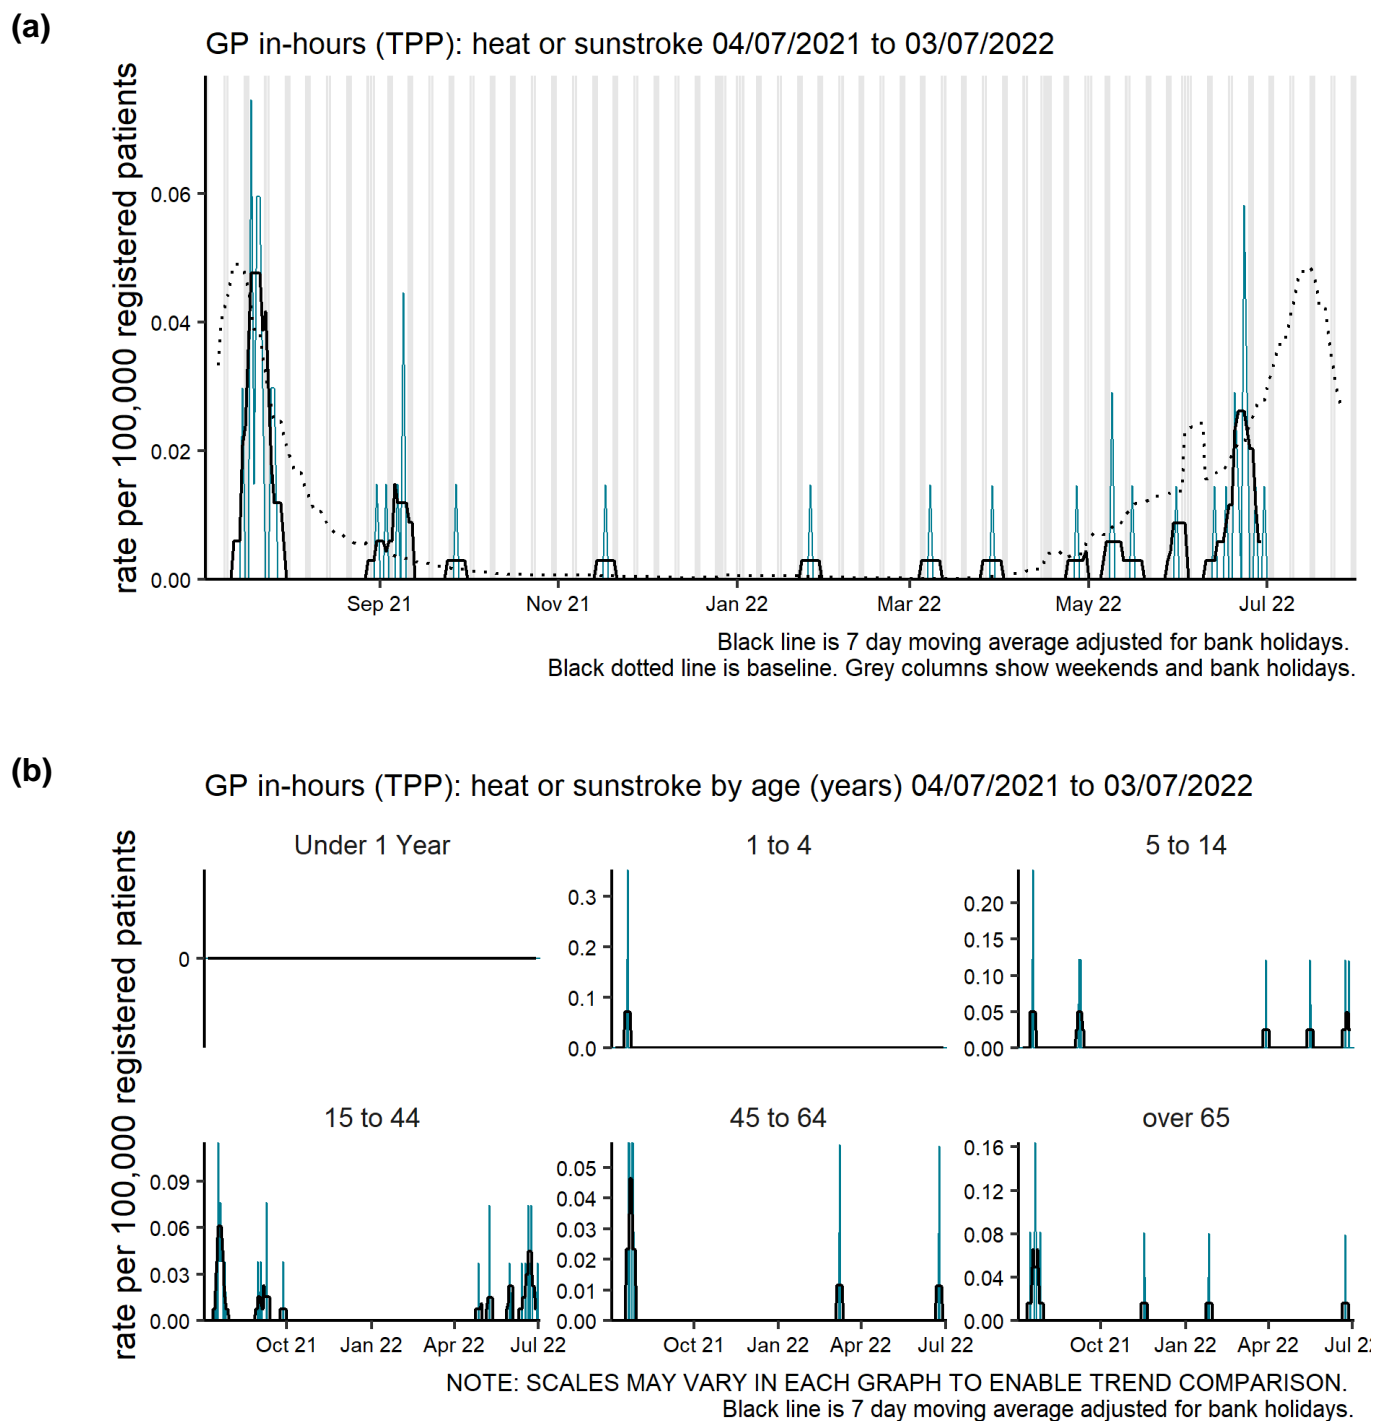 (a)
GP in-hours (TPP): heat or sunstroke 04/07/2021 to 03/07/2022
rate per 100,000 registered patients
0.06
0.04
0.02
0.00
Sep 21 Nov 21 Jan 22 Mar 22 May 22 Jul 22
Black line is 7 day moving average adjusted for bank holidays.
Black dotted line is baseline. Grey columns show weekends and bank holidays.
(b)
GP in-hours (TPP): heat or sunstroke by age (years) 04/07/2021 to 03/07/2022
rate per 100,000 registered patients
Under 1 Year
0
1 to 4
0.3
0.2
0.1
0.0
5 to 14
0.20
0.15
0.10
0.05
0.00
15 to 44
0.09
0.06
0.03
0.00
Oct 21 Jan 22 Apr 22 Jul 22
45 to 64
0.05
0.04
0.03
0.02
0.01
0.00
Oct 21 Jan 22 Apr 22 Jul 22
over 65
0.16
0.12
0.08
0.04
0.00
Oct 21 Jan 22 Apr 22 Jul 22
NOTE: SCALES MAY VARY IN EACH GRAPH TO ENABLE TREND COMPARISON.
Black line is 7 day moving average adjusted for bank holidays.